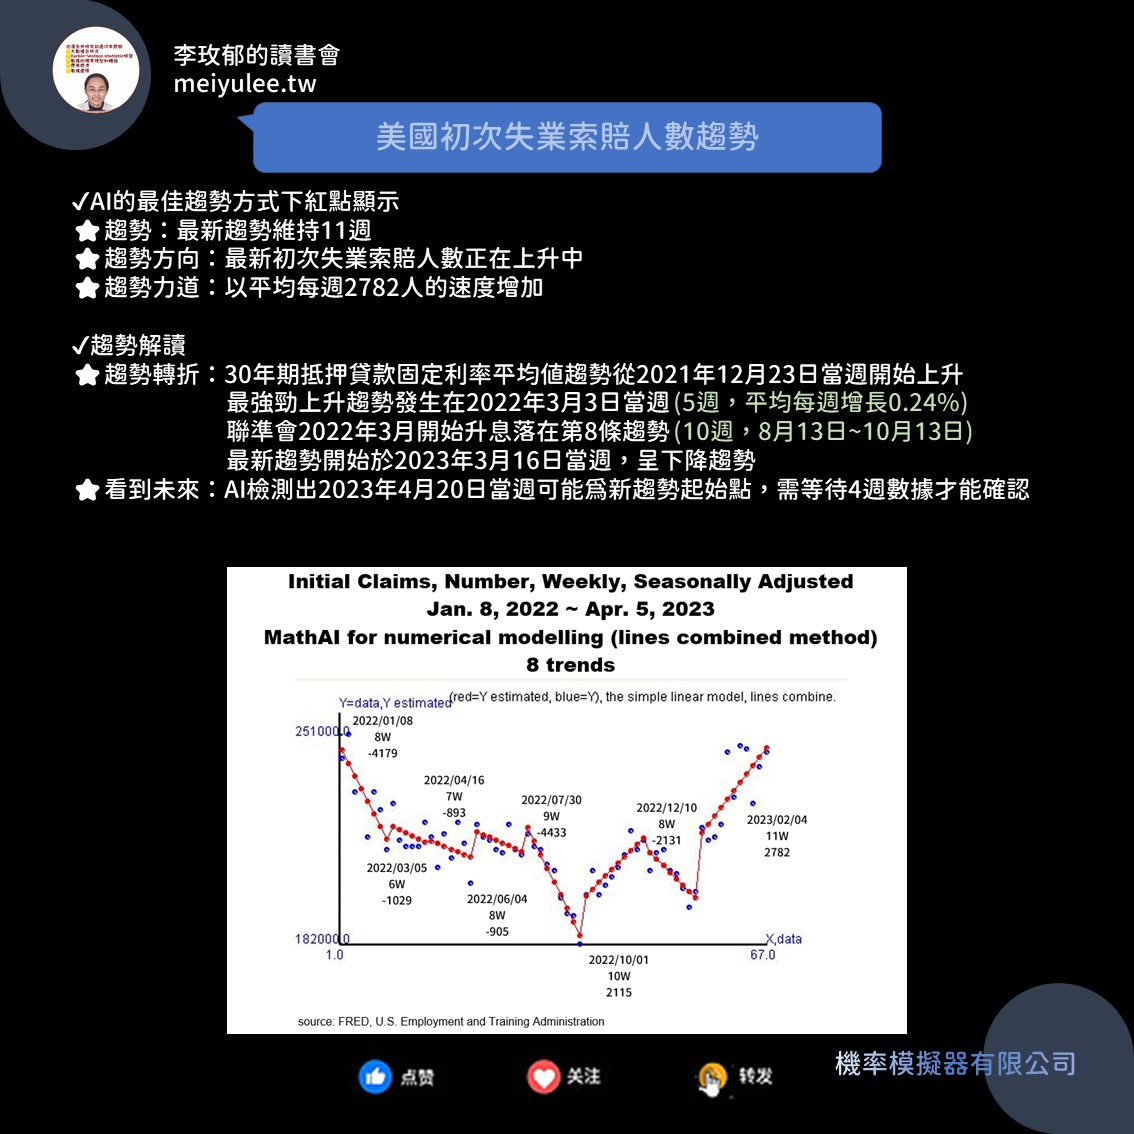 李玫郁的讀書會
meiyulee.tw
美國初次失業索賠人數趨勢
✓AI的最佳趨勢方式下紅點顯示
★趨勢：最新趨勢維持11週
★趨勢方向：最新初次失業索賠人數正在上升中
★趨勢力道：以平均每週2782人的速度增加
✓趨勢解讀
★趨勢轉折：30年期抵押貸款固定利率平均値趨勢從2021年12月23日當週開始上升
最強勁上升趨勢發生在2022年3月3日當週(5週，平均每週增長0.24%)
聯準會2022年3月開始升息落在第8條趨勢(10週，8月13日~10月13日)
最新趨勢開始於2023年3月16日當週，呈下降趨勢
★看到未來：AI檢測出2023年4月20日當週可能爲新趨勢起始點，需等待4週數據才能確認
Initial Claims, Number, Weekly, Seasonally Adjusted
Jan. 8, 2022 ~ Apr. 5, 2023
MathAI for numerical modelling (lines combined method)
8 trends
(red=Y estimated, blue=Y), the simple linear model, lines combine.
Y=data,Y estimated
251000.0
2022/01/08
8W
-4179
2022/04/16
7W
-893
2022/07/30
9W
-4433
2022/12/10
8W
-2131
2023/02/04
11W
2782
2022/03/05
6W
-1029
2022/06/04
8W
-905
182000.0
X,data
1.0
67.0
2022/10/01
10W
2115
source: FRED, U.S. Employment and Training Administration
機率模擬器有限公司
点赞
关注
转发